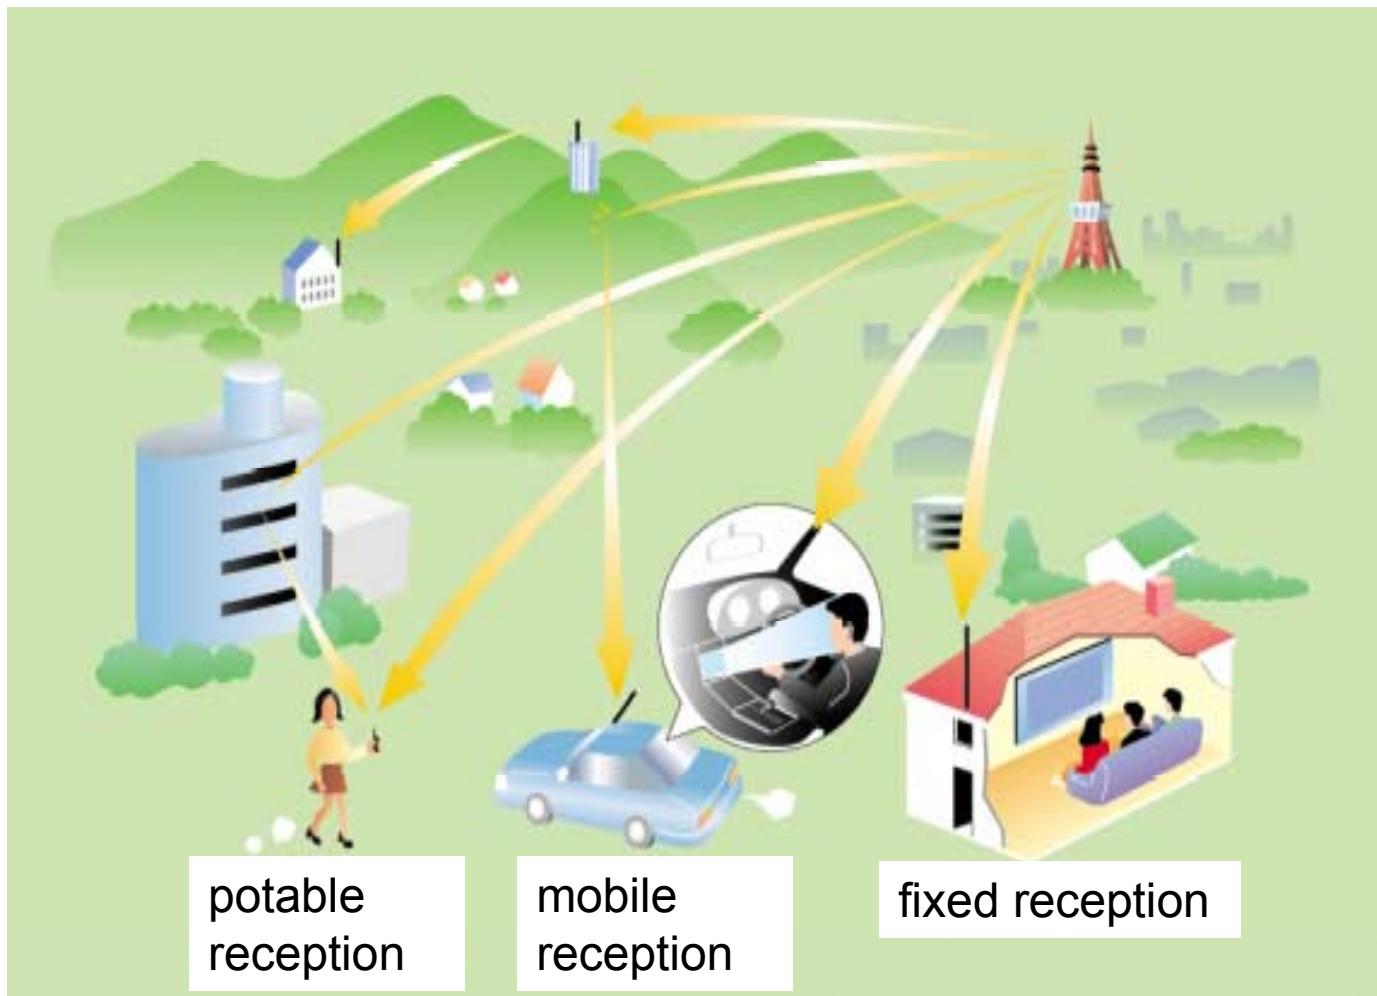 potable
reception
mobile
reception
fixed reception